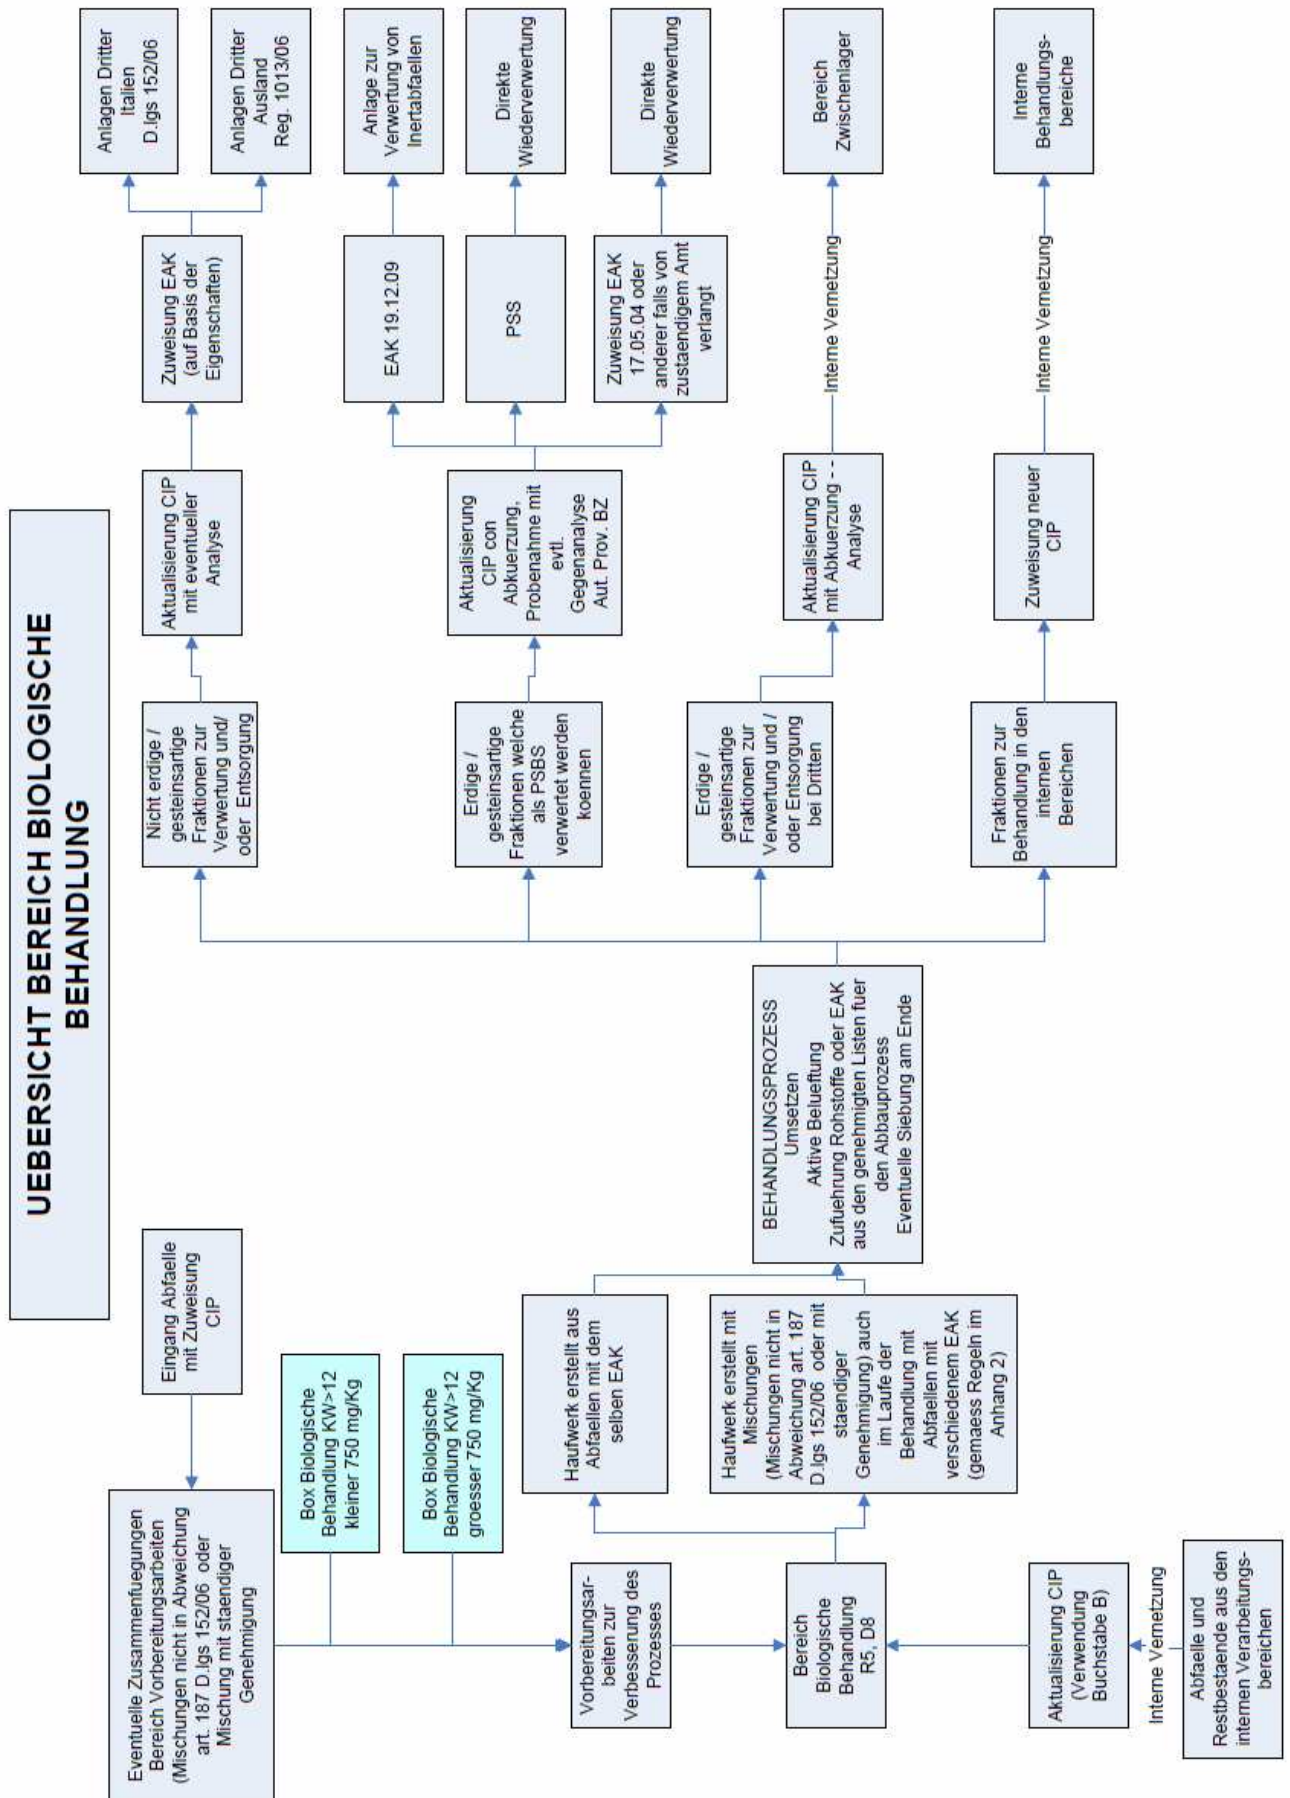 UEBERSICHT BEREICH BIOLOGISCHE
BEHANDLUNG
Eingang Abfaelle
mit Zuweisung
CIP
Eventuelle Zusammenfuegungen
Bereich Vorbereitungsarbeiten
(Mischungen nicht in Abweichung
art. 187 D.lgs 152/06 oder
Mischung mit staendiger
Genehmigung
Box Biologische
Behandlung KW>12
kleiner 750 mg/Kg
Box Biologische
Behandlung KW>12
groesser 750 mg/Kg
Vorbereitungsar-
beiten zur
Verbesserung des
Prozesses
Bereich
Biologische
Behandlung
R5, D8
Aktualisierung CIP
(Verwendung
Buchstabe B)
Interne Vernetzung
Abfaelle und
Restbestaende aus den
internen Verarbeitungs-
bereichen
Haufwerk erstellt aus
Abfaellen mit dem
selben EAK
Haufwerk erstellt mit
Mischungen
(Mischungen nicht in
Abweichung art. 187
D.lgs 152/06 oder mit
staendiger
Genehmigung) auch
im Laufe der
Behandlung mit
Abfaellen mit
verschiedenem EAK
(gemaess Regeln im
Anhang 2)
BEHANDLUNGSPROZESS
Umsetzen
Aktive Belueftung
Zufuehrung Rohstoffe oder EAK
aus den genehmigten Listen fuer
den Abbauprozess
Eventuelle Siebung am Ende
Nicht erdige /
gesteinsartige
Fraktionen zur
Verwertung und/
oder Entsorgung
Aktualisierung CIP
mit eventueller
Analyse
Zuweisung EAK
(auf Basis der
Eigenschaften)
Anlagen Dritter
Italien
D.lgs 152/06
Anlagen Dritter
Ausland
Reg. 1013/06
Erdige /
gesteinsartige
Fraktionen welche
als PSBS
verwertet werden
koennen
Aktualisierung
CIP con
Abkuerzung,
Probenahme mit
evtl.
Gegenanalyse
Aut. Prov. BZ
EAK 19.12.09
Anlage zur
Verwertung von
Inertabfaellen
PSS
Direkte
Wiederverwertung
Zuweisung EAK
17.05.04 oder
anderer falls von
zustaendigem Amt
verlangt
Direkte
Wiederverwertung
Erdige /
gesteinsartige
Fraktionen zur
Verwertung und /
oder Entsorgung
bei Dritten
Aktualisierung CIP
mit Abkuerzung - -
Analyse
Interne Vernetzung
Bereich
Zwischenlager
Fraktionen zur
Behandlung in den
internen
Bereichen
Zuweisung neuer
CIP
Interne Vernetzung
Interne
Behandlungs-
bereiche